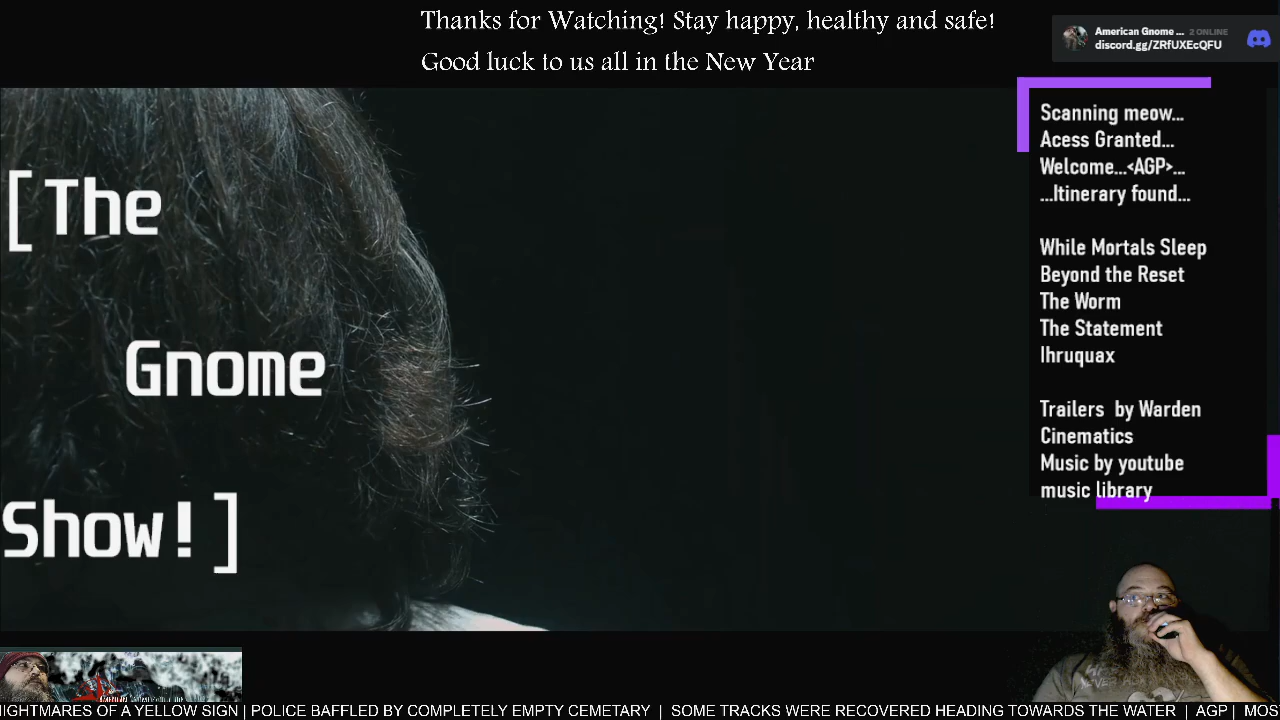 Thanks for Watching! Stay happy, healthy and safe!
Good luck to us all in the New Year
American Gnome ... 2 ONLINE
discord.gg/ZRfUXEcQFU
Scanning meow...
Acess Granted...
Welcome...<AGP>...
...Itinerary found...
While Mortals Sleep
Beyond the Reset
The Worm
The Statement
Ihruquax
Trailers by Warden
Cinematics
Music by youtube
music library
[The
Gnome
Show!]
NIGHTMARES OF A YELLOW SIGN | POLICE BAFFLED BY COMPLETELY EMPTY CEMETARY | SOME TRACKS WERE RECOVERED HEADING TOWARDS THE WATER | AGP | MOS